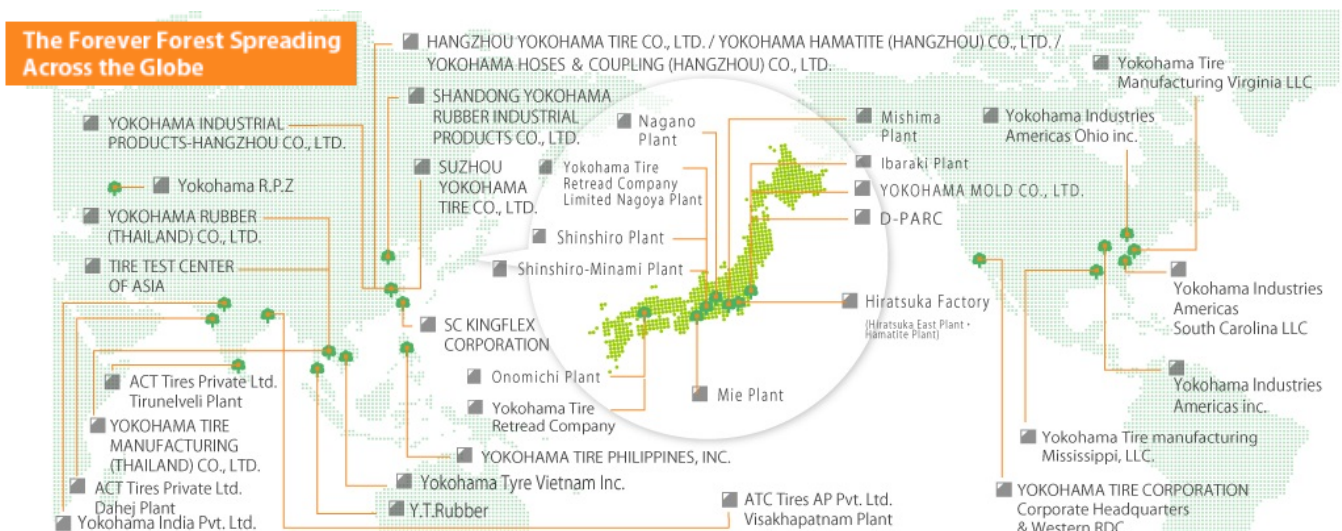 The Forever Forest Spreading
Across the Globe
HANGZHOU YOKOHAMA TIRE CO., LTD. / YOKOHAMA HAMATITE (HANGZHOU) CO., LTD. /
YOKOHAMA HOSES & COUPLING (HANGZHOU) CO., LTD.
SHANDONG YOKOHAMA
RUBBER INDUSTRIAL
PRODUCTS CO., LTD.
YOKOHAMA INDUSTRIAL
PRODUCTS-HANGZHOU CO., LTD.
SUZHOU
YOKOHAMA
TIRE CO., LTD.
Yokohama R.P.Z
YOKOHAMA RUBBER
(THAILAND) CO., LTD.
TIRE TEST CENTER
OF ASIA
SC KINGFLEX
CORPORATION
ACT Tires Private Ltd.
Tirunelveli Plant
YOKOHAMA TIRE
MANUFACTURING
(THAILAND) CO., LTD.
ACT Tires Private Ltd.
Dahej Plant
Yokohama India Pvt. Ltd.
Nagano
Plant
Yokohama Tire
Retread Company
Limited Nagoya Plant
Shinshiro Plant
Shinshiro-Minami Plant
Onomichi Plant
Yokohama Tire
Retread Company
Mie Plant
Mishima
Plant
Ibaraki Plant
YOKOHAMA MOLD CO., LTD.
D-PARC
Hiratsuka Factory
(Hiratsuka East Plant・
Hamatite Plant)
YOKOHAMA TIRE PHILIPPINES, INC.
Yokohama Tyre Vietnam Inc.
Y.T.Rubber
ATC Tires AP Pvt. Ltd.
Visakhapatnam Plant
Yokohama Tire
Manufacturing Virginia LLC
Yokohama Industries
Americas Ohio inc.
Yokohama Industries
Americas
South Carolina LLC
Yokohama Industries
Americas inc.
Yokohama Tire manufacturing
Mississippi, LLC.
YOKOHAMA TIRE CORPORATION
Corporate Headquarters
& Western RDC